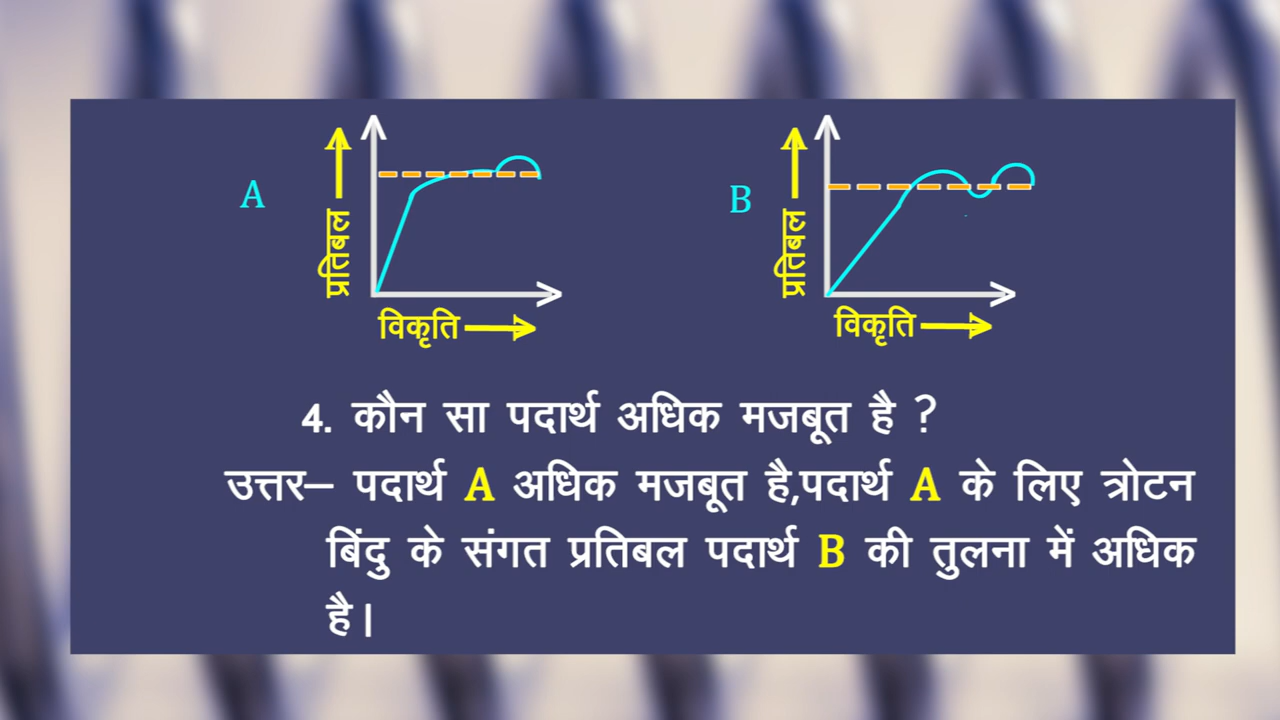 A
प्रतिबल
विकृति
B
प्रतिबल
विकृति
4. कौन सा पदार्थ अधिक मजबूत है ?
उत्तर– पदार्थ A अधिक मजबूत है,पदार्थ A के लिए त्रोटन
बिंदु के संगत प्रतिबल पदार्थ B की तुलना में अधिक
है।